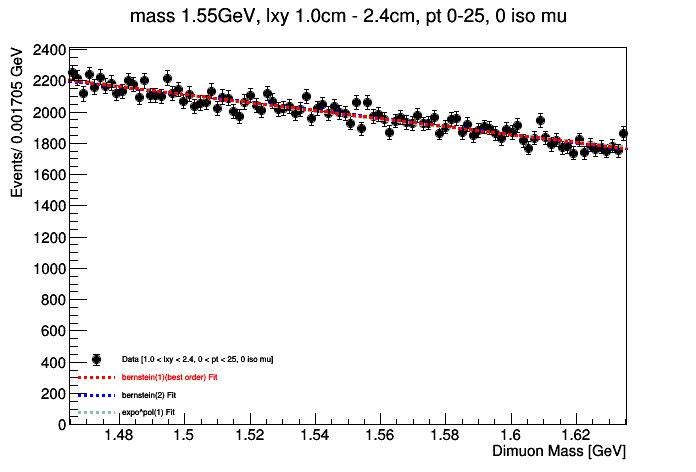 mass 1.55GeV, lxy 1.0cm - 2.4cm, pt 0-25, 0 iso mu
Events/ 0.001705 GeV
2400
2200
2000
1800
1600
1400
1200
1000
800
600
400
200
0
Data [1.0 < lxy < 2.4, 0 < pt < 25, 0 iso mu]
bernstein(1)(best order) Fit
bernstein(2) Fit
expo^pol(1) Fit
1.48 1.5 1.52 1.54 1.56 1.58 1.6 1.62
Dimuon Mass [GeV]